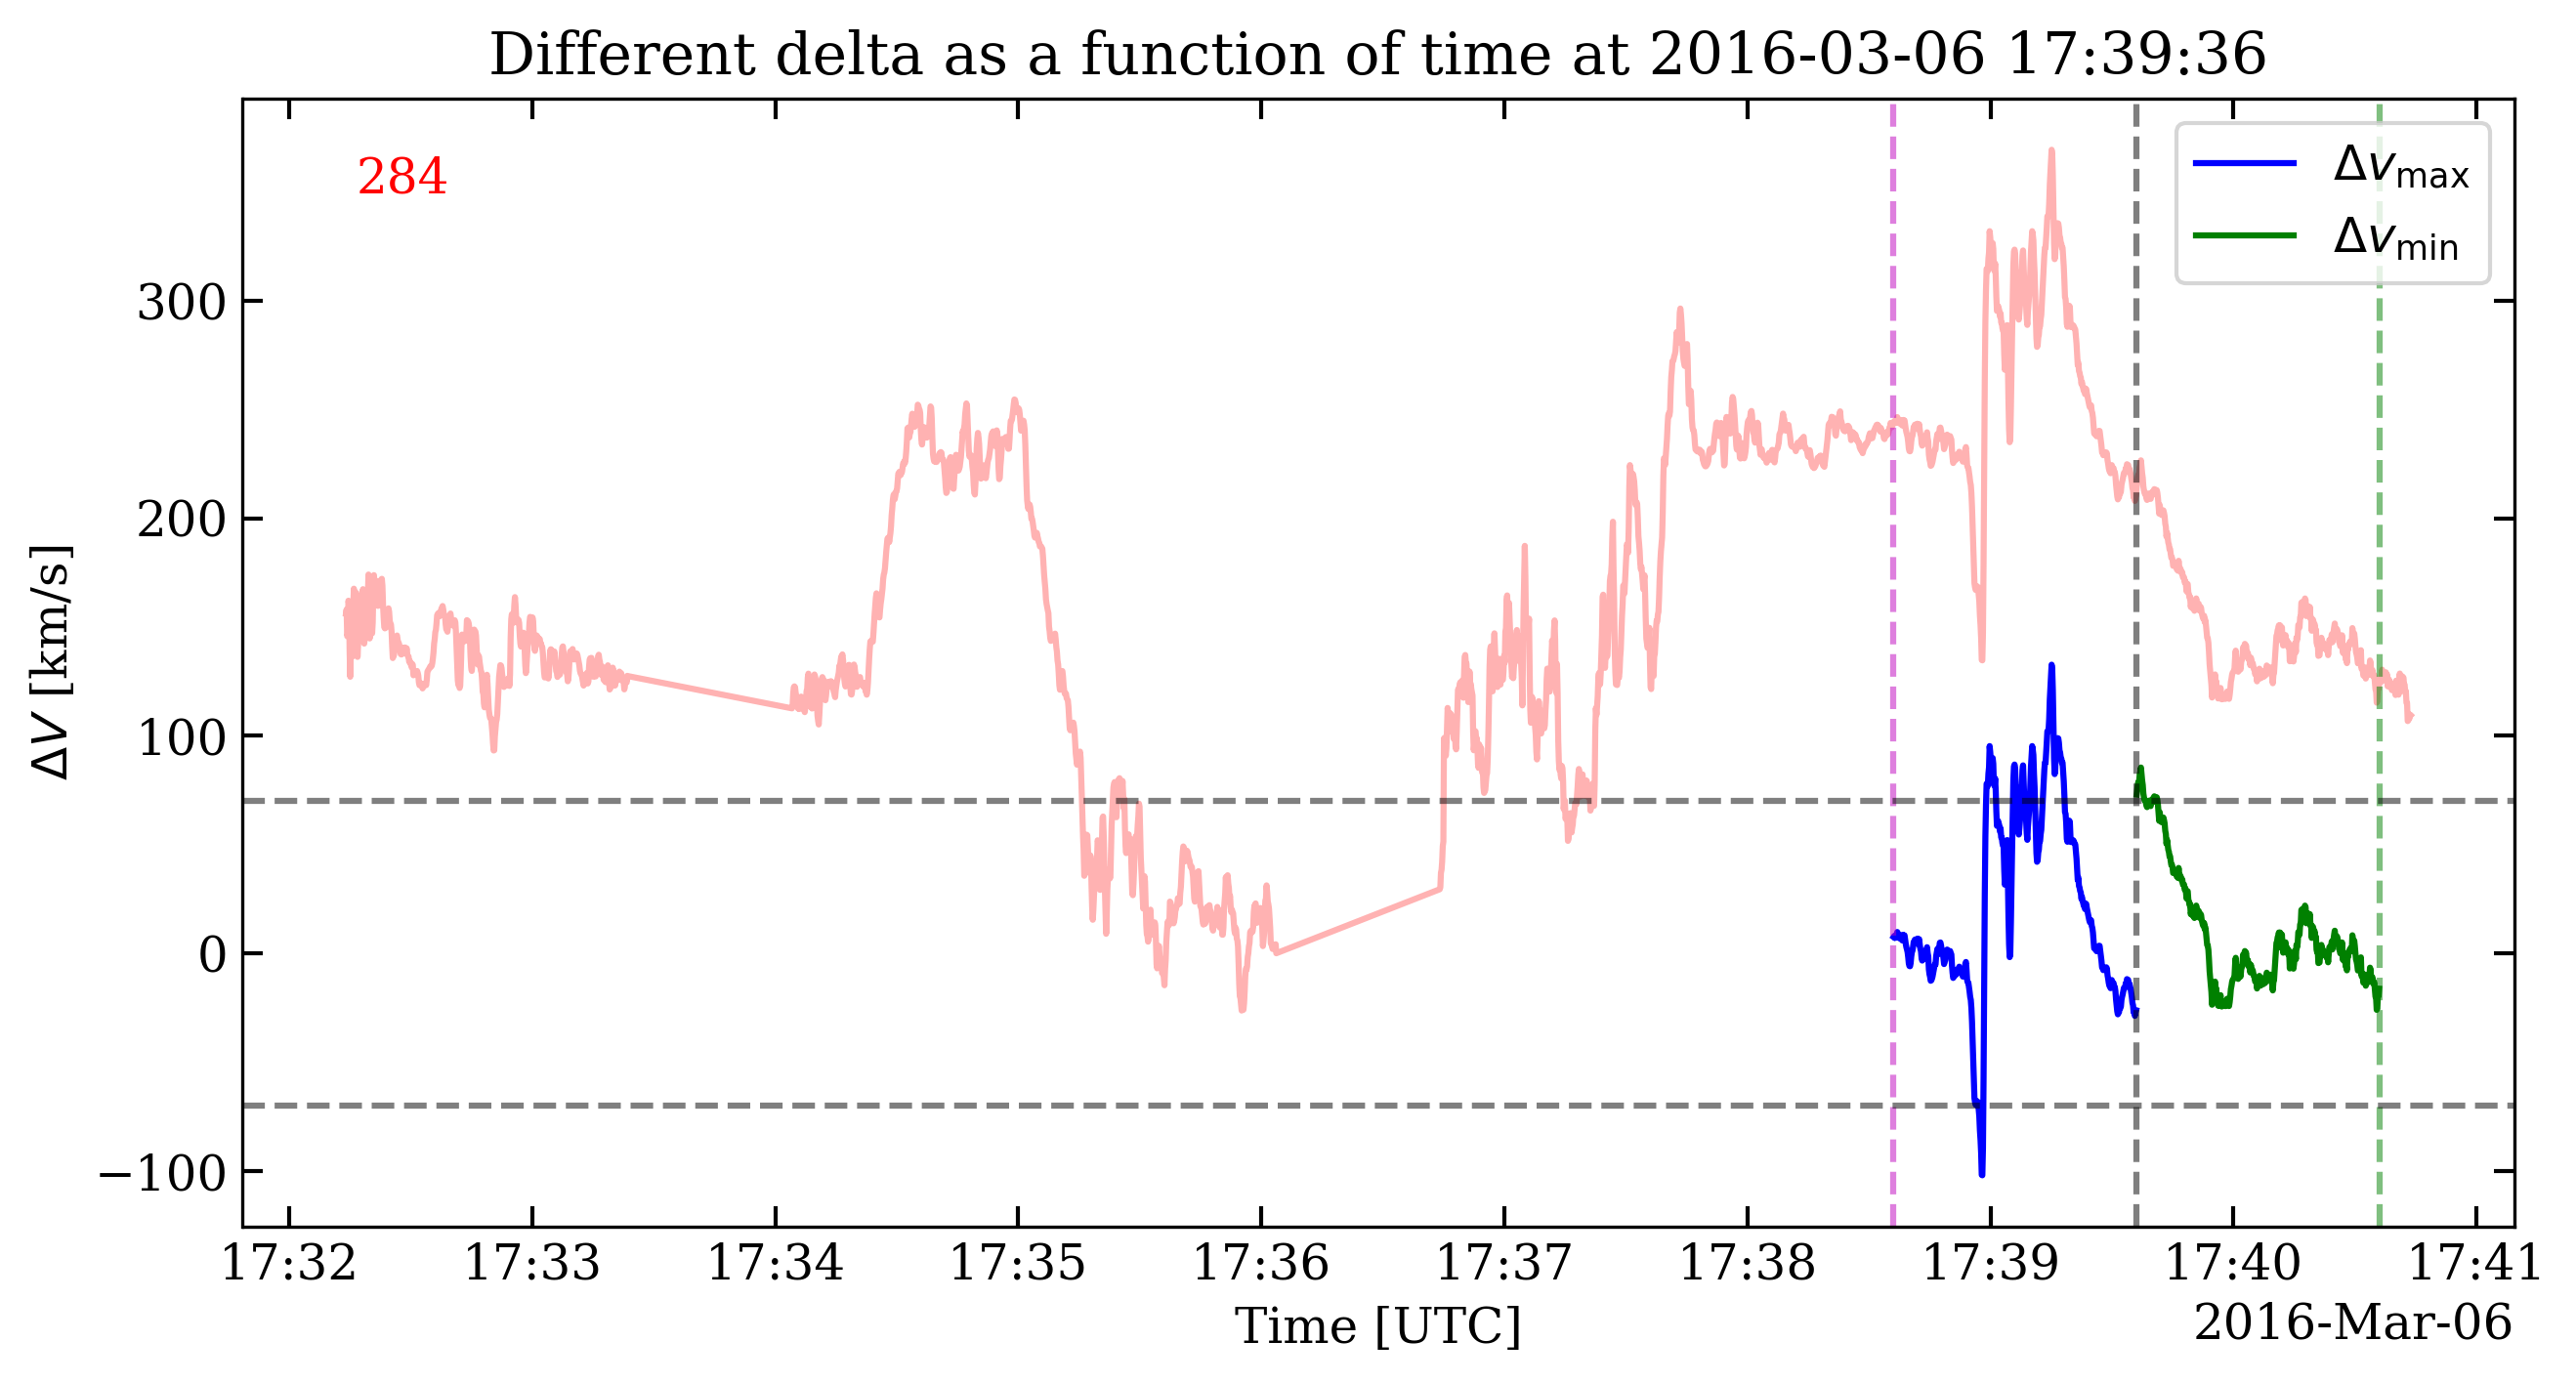 Different delta as a function of time at 2016-03-06 17:39:36
284
Δv_max
Δv_min
ΔV [km/s]
300
200
100
0
−100
17:32 17:33 17:34 17:35 17:36 17:37 17:38 17:39 17:40 17:41
Time [UTC]
2016-Mar-06